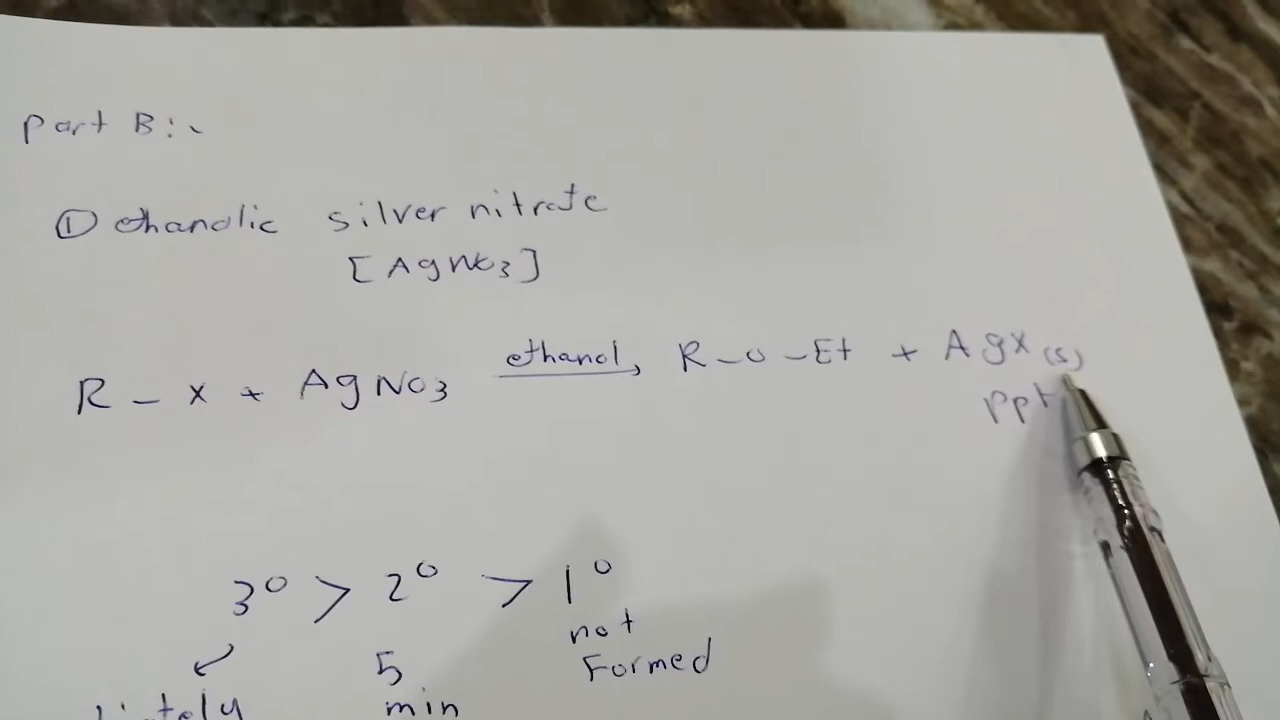 Part B:-
① ethanolic silver nitrate
[AgNO3]
R - X + AgNO3 ethanol, R-O-Et + AgX(s)
PPt
3° > 2° > 1°
not
5 Formed
min